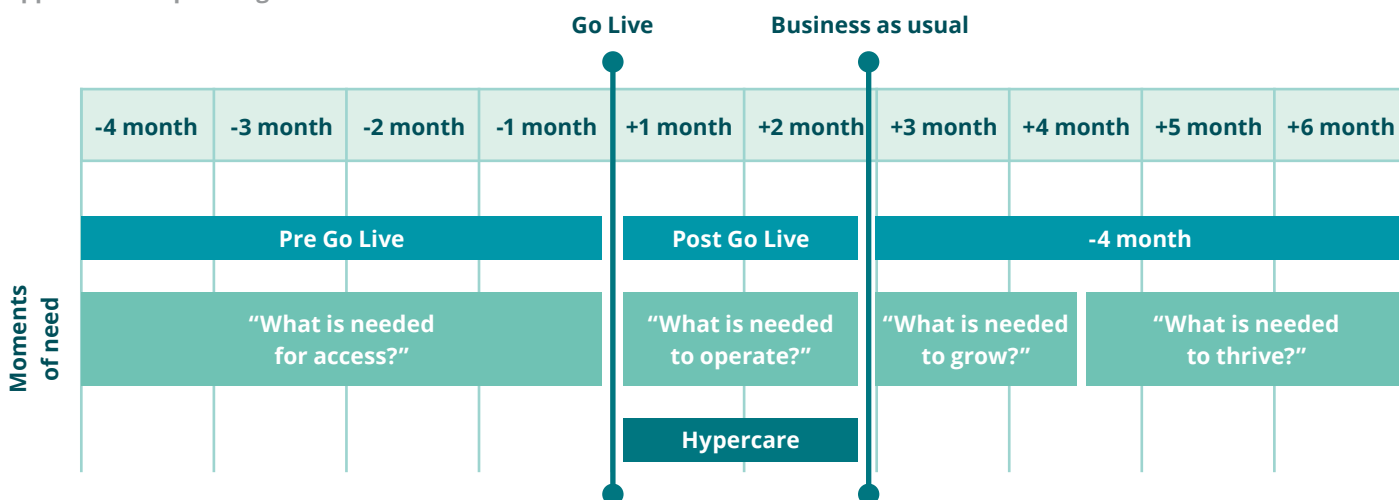 Go Live
Business as usual
-4 month
-3 month
-2 month
-1 month
+1 month
+2 month
+3 month
+4 month
+5 month
+6 month
Pre Go Live
Post Go Live
-4 month
Moments
of need
“What is needed
for access?”
“What is needed
to operate?”
“What is needed
to grow?”
“What is needed
to thrive?”
Hypercare